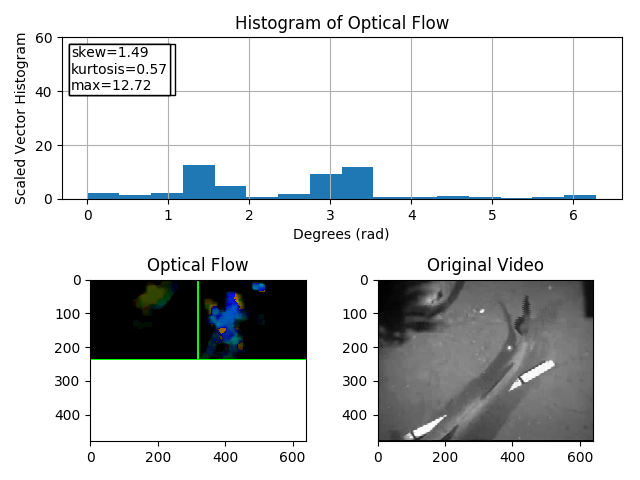 Histogram of Optical Flow
Scaled Vector Histogram
60
40
20
0
skew=1.49
kurtosis=0.57
max=12.72
0 1 2 3 4 5 6
Degrees (rad)
Optical Flow
0
100
200
300
400
0 200 400 600
Original Video
0
100
200
300
400
0 200 400 600